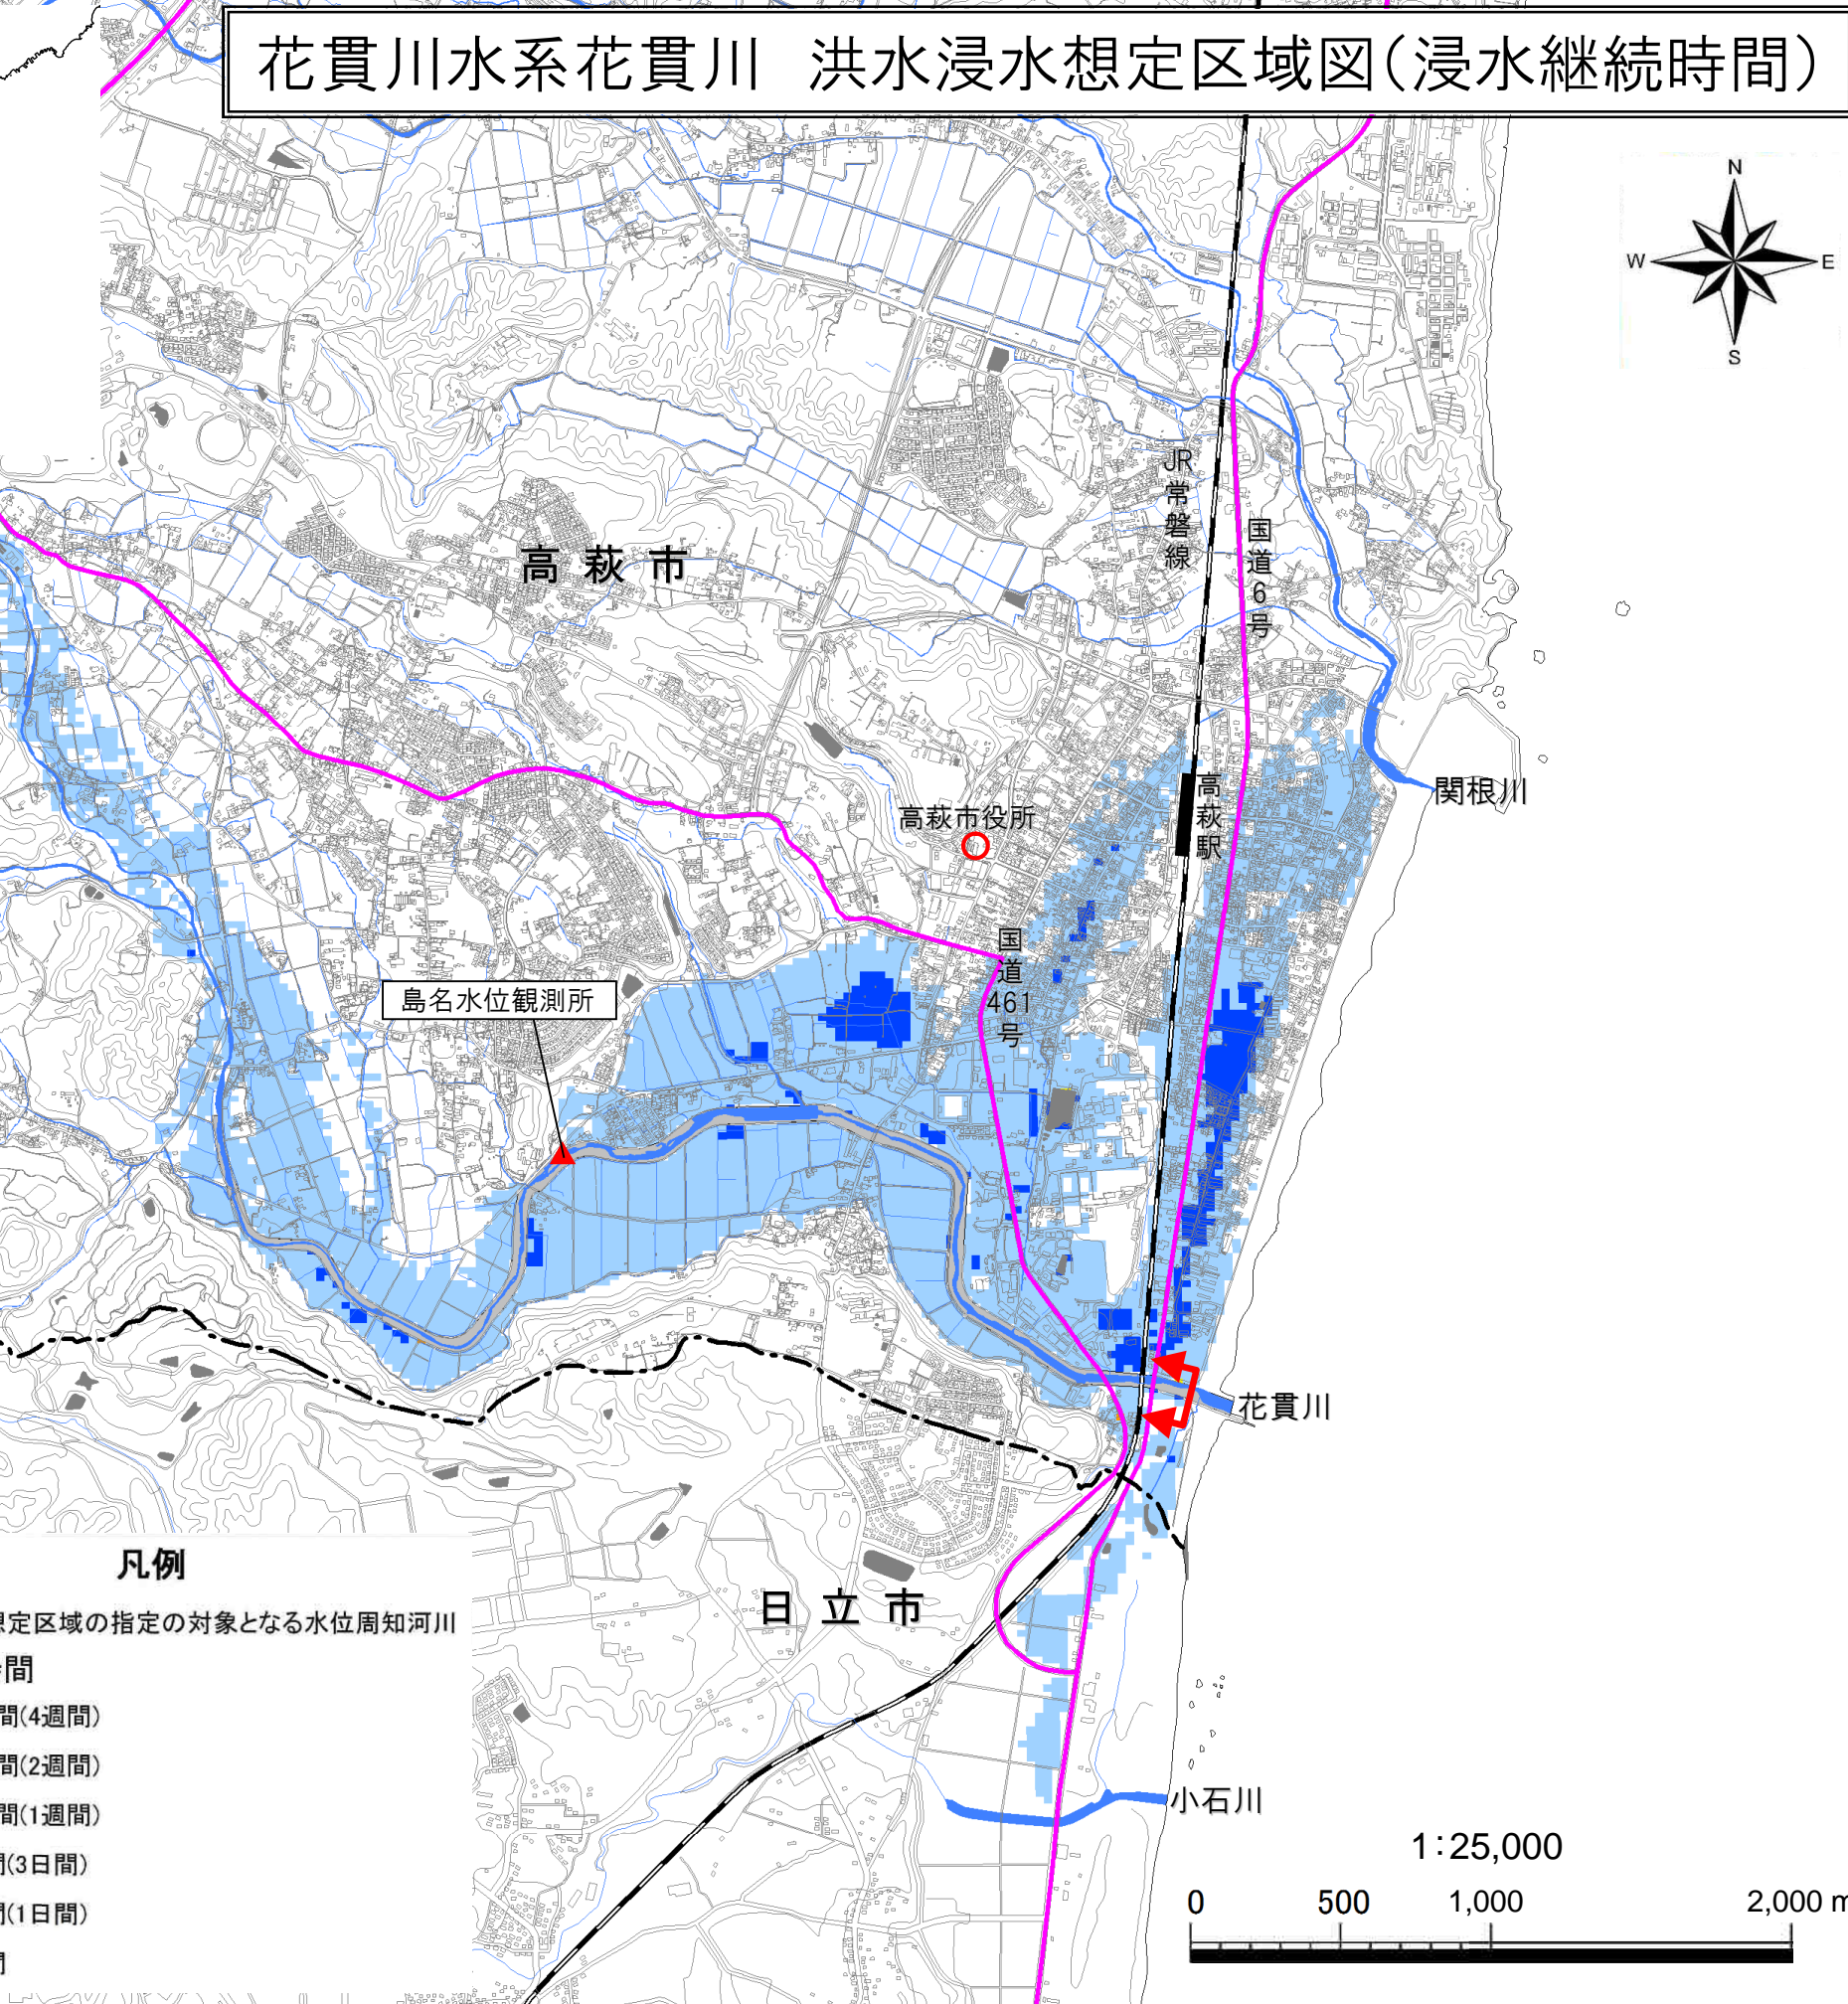 花貫川水系花貫川　洪水浸水想定区域図(浸水継続時間)
N
W
E
S
JR常磐線
国道6号
高萩市
関根川
高萩駅
高萩市役所
国道461号
島名水位観測所
花貫川
日立市
小石川
凡例
想定区域の指定の対象となる水位周知河川
時間
間(4週間)
間(2週間)
間(1週間)
間(3日間)
間(1日間)
間
1:25,000
0 500 1,000 2,000 m